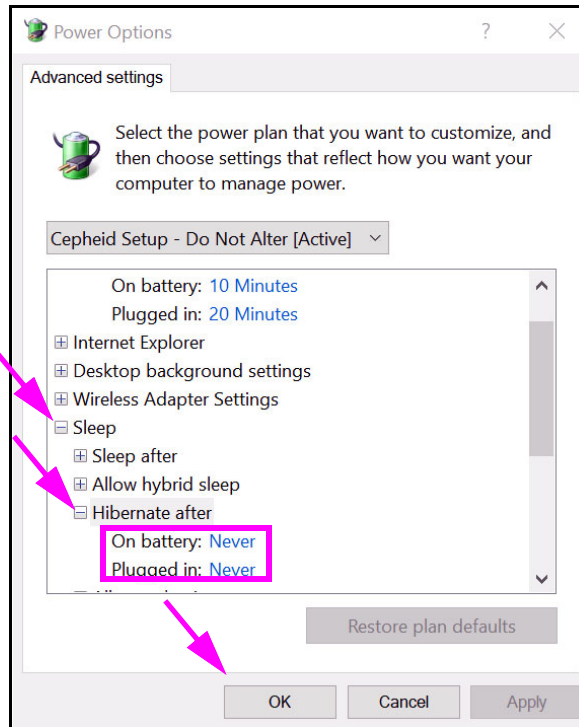 Power Options
Advanced settings
Select the power plan that you want to customize, and
then choose settings that reflect how you want your
computer to manage power.
Cepheid Setup - Do Not Alter [Active]
On battery: 10 Minutes
Plugged in: 20 Minutes
Internet Explorer
Desktop background settings
Wireless Adapter Settings
Sleep
Sleep after
Allow hybrid sleep
Hibernate after
On battery: Never
Plugged in: Never
Restore plan defaults
OK Cancel Apply